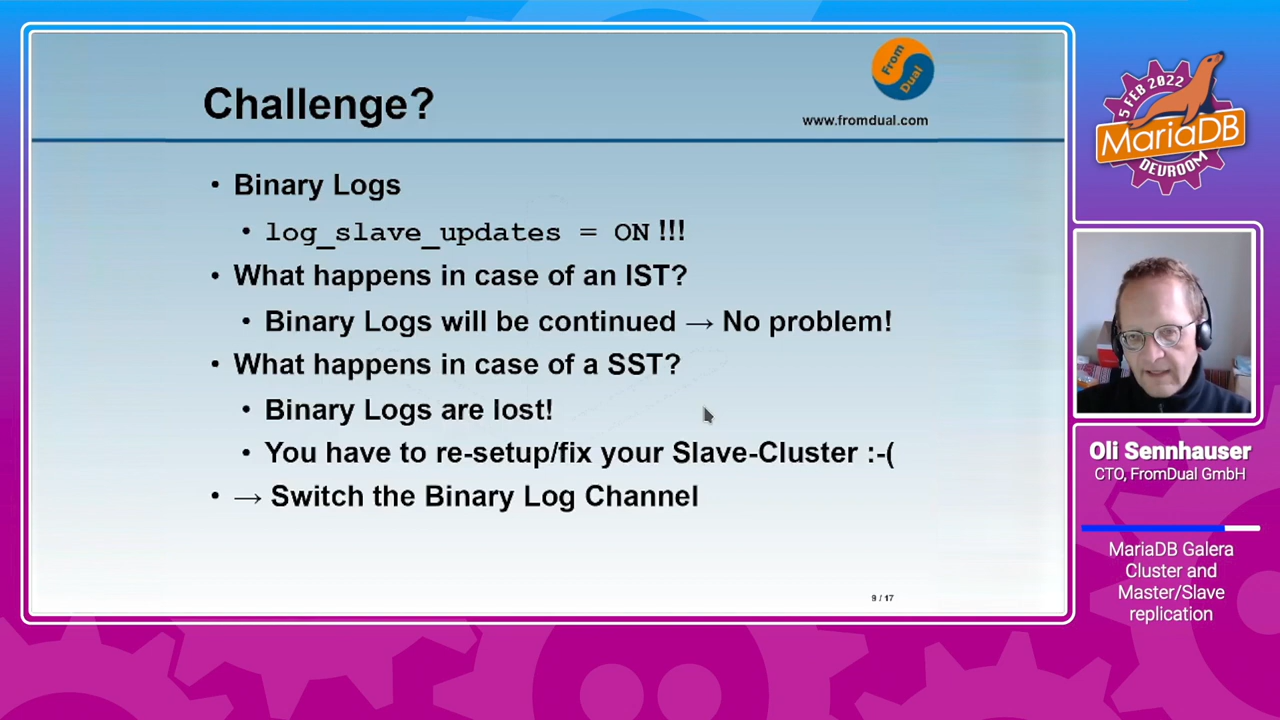 Challenge?
From
Dual
www.fromdual.com
• Binary Logs
• log_slave_updates = ON !!!
• What happens in case of an IST?
• Binary Logs will be continued → No problem!
• What happens in case of a SST?
• Binary Logs are lost!
• You have to re-setup/fix your Slave-Cluster :-(
• → Switch the Binary Log Channel
9 / 17
5 FEB 2022
MariaDB
DEVROOM
Oli Sennhauser
CTO, FromDual GmbH
MariaDB Galera
Cluster and
Master/Slave
replication